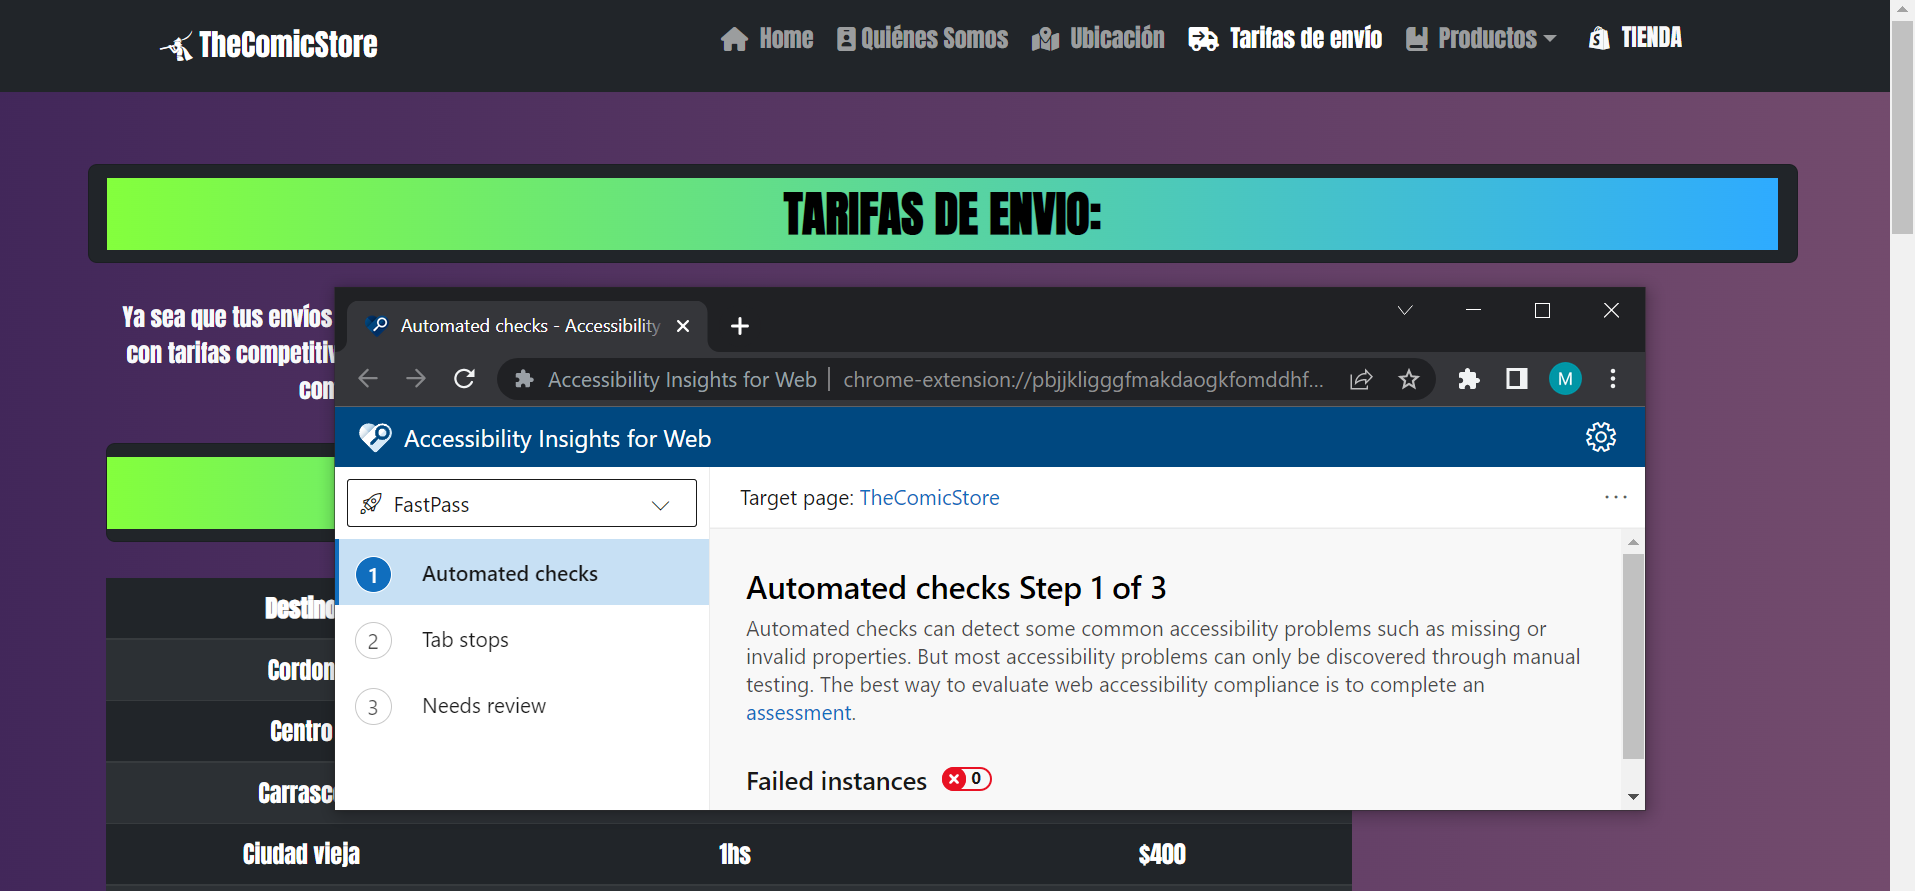 TheComicStore
Home
Quiénes Somos
Ubicación
Tarifas de envío
Productos
TIENDA
TARIFAS DE ENVIO:
Ya sea que tus envíos
con tarifas
con
Automated checks - Accessibility
Accessibility Insights for Web
chrome-extension://pbjjkligggfmakdaogkfomddhf...
M
Accessibility Insights for Web
FastPass
Target page: TheComicStore
1 Automated checks
2 Tab stops
3 Needs review
Automated checks Step 1 of 3
Automated checks can detect some common accessibility problems such as missing or
invalid properties. But most accessibility problems can only be discovered through manual
testing. The best way to evaluate web accessibility compliance is to complete an
assessment.
Failed instances 0
Centro
Ciudad vieja 1hs $400